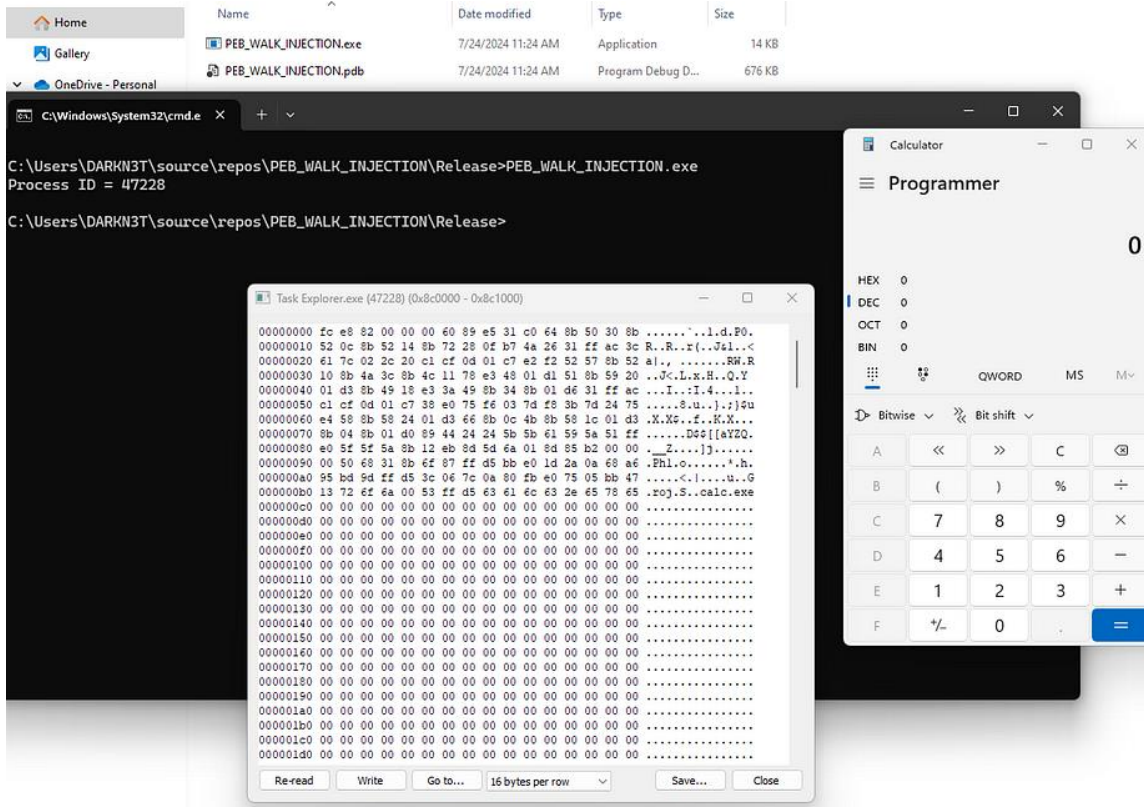 Home
Gallery
OneDrive - Personal
Name Date modified Type Size
PEB_WALK_INJECTION.exe 7/24/2024 11:24 AM Application 14 KB
PEB_WALK_INJECTION.pdb 7/24/2024 11:24 AM Program Debug D... 676 KB
C:\Windows\System32\cmd.e
C:\Users\DARKN3T\source\repos\PEB_WALK_INJECTION\Release>PEB_WALK_INJECTION.exe
Process ID = 47228
C:\Users\DARKN3T\source\repos\PEB_WALK_INJECTION\Release>
Task Explorer.exe (47228) (0x8c0000 - 0x8c1000)
00000000 fc e8 82 00 00 00 60 89 e5 31 c0 64 8b 50 30 8b ......`..1.d.P0.
00000010 52 0c 8b 52 14 8b 72 28 0f b7 4a 26 31 ff ac 3c R..R..r(..J&1..<
00000020 61 7c 02 2c 20 c1 cf 0d 01 c7 e2 f2 52 57 8b 52 a|., .......RW.R
00000030 10 8b 4a 3c 8b 4c 11 78 e3 48 01 d1 51 8b 59 20 ..J<.L.x.H..Q.Y
00000040 01 d3 8b 49 18 e3 3a 49 8b 34 8b 01 d6 31 ff ac ...I..:I.4...1..
00000050 c1 cf 0d 01 c7 38 e0 75 f6 03 7d f8 3b 7d 24 75 .....8.u..}.;}$u
00000060 e4 58 8b 58 24 01 d3 66 8b 0c 4b 8b 58 1c 01 d3 .X.X$..f..K.X...
00000070 8b 04 8b 01 d0 89 44 24 24 5b 5b 61 59 5a 51 ff ......D$$[[aYZQ.
00000080 e0 5f 5f 5a 8b 12 eb 8d 5d 6a 01 8d 85 b2 00 00 .__Z....]j......
00000090 00 50 68 31 8b 6f 87 ff d5 bb e0 1d 2a 0a 68 a6 .Ph1.o......*.h.
000000a0 95 bd 9d ff d5 3c 06 7c 0a 80 fb e0 75 05 bb 47 .....<.|....u..G
000000b0 13 72 6f 6a 00 53 ff d5 63 61 6c 63 2e 65 78 65 .roj.S..calc.exe
000000c0 00 00 00 00 00 00 00 00 00 00 00 00 00 00 00 00 ................
000000d0 00 00 00 00 00 00 00 00 00 00 00 00 00 00 00 00 ................
000000e0 00 00 00 00 00 00 00 00 00 00 00 00 00 00 00 00 ................
000000f0 00 00 00 00 00 00 00 00 00 00 00 00 00 00 00 00 ................
00000100 00 00 00 00 00 00 00 00 00 00 00 00 00 00 00 00 ................
00000110 00 00 00 00 00 00 00 00 00 00 00 00 00 00 00 00 ................
00000120 00 00 00 00 00 00 00 00 00 00 00 00 00 00 00 00 ................
00000130 00 00 00 00 00 00 00 00 00 00 00 00 00 00 00 00 ................
00000140 00 00 00 00 00 00 00 00 00 00 00 00 00 00 00 00 ................
00000150 00 00 00 00 00 00 00 00 00 00 00 00 00 00 00 00 ................
00000160 00 00 00 00 00 00 00 00 00 00 00 00 00 00 00 00 ................
00000170 00 00 00 00 00 00 00 00 00 00 00 00 00 00 00 00 ................
00000180 00 00 00 00 00 00 00 00 00 00 00 00 00 00 00 00 ................
00000190 00 00 00 00 00 00 00 00 00 00 00 00 00 00 00 00 ................
000001a0 00 00 00 00 00 00 00 00 00 00 00 00 00 00 00 00 ................
000001b0 00 00 00 00 00 00 00 00 00 00 00 00 00 00 00 00 ................
000001c0 00 00 00 00 00 00 00 00 00 00 00 00 00 00 00 00 ................
000001d0 00 00 00 00 00 00 00 00 00 00 00 00 00 00 00 00 ................
Re-read Write Go to... 16 bytes per row Save... Close
Calculator
Programmer
0
HEX 0
DEC 0
OCT 0
BIN 0
QWORD MS M
Bitwise Bit shift
A << >> C
B ( ) % ÷
C 7 8 9 ×
D 4 5 6 −
E 1 2 3 +
F +/- 0 . =